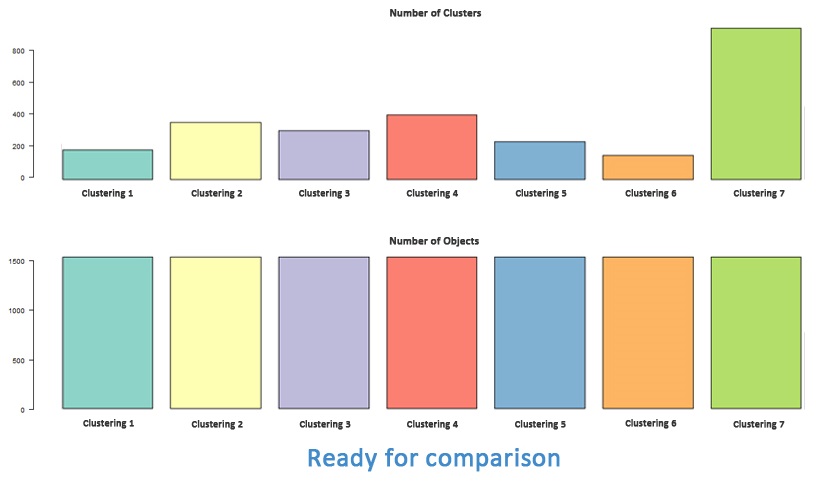 Number of Clusters
800
600
400
200
0
Clustering 1 Clustering 2 Clustering 3 Clustering 4 Clustering 5 Clustering 6 Clustering 7
Number of Objects
1500
1000
500
0
Clustering 1 Clustering 2 Clustering 3 Clustering 4 Clustering 5 Clustering 6 Clustering 7
Ready for comparison